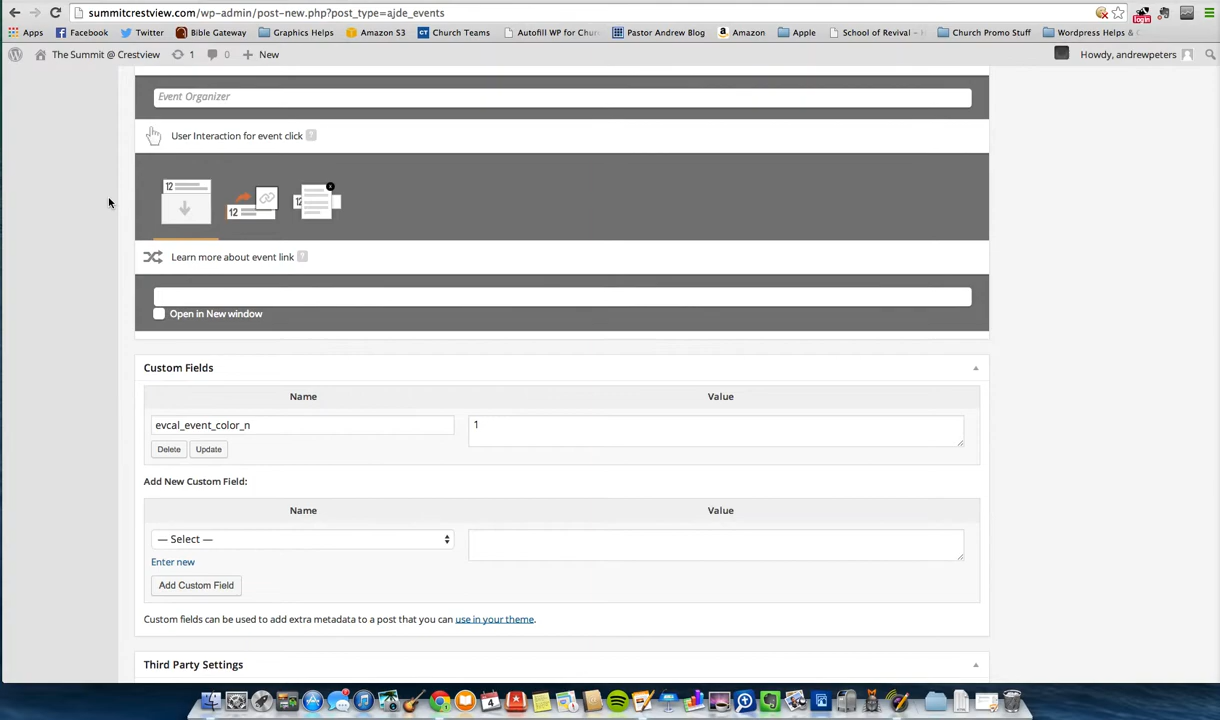 summitcrestview.com/wp-admin/post-new.php?post_type=ajde_events
login
Apps Facebook Twitter Bible Gateway Graphics Helps Amazon S3 Church Teams Autofill WP for Chur Pastor Andrew Blog Amazon Apple School of Revival – Church Promo Stuff Wordpress Helps &
The Summit @ Crestview 1 0 New Howdy, andrewpeters
Event Organizer
User Interaction for event click ?
12
12
12 x
Learn more about event link ?
Open in New window
Custom Fields
Name Value
evcal_event_color_n 1
Delete Update
Add New Custom Field:
Name Value
— Select —
Enter new
Add Custom Field
Custom fields can be used to add extra metadata to a post that you can use in your theme.
Third Party Settings
4